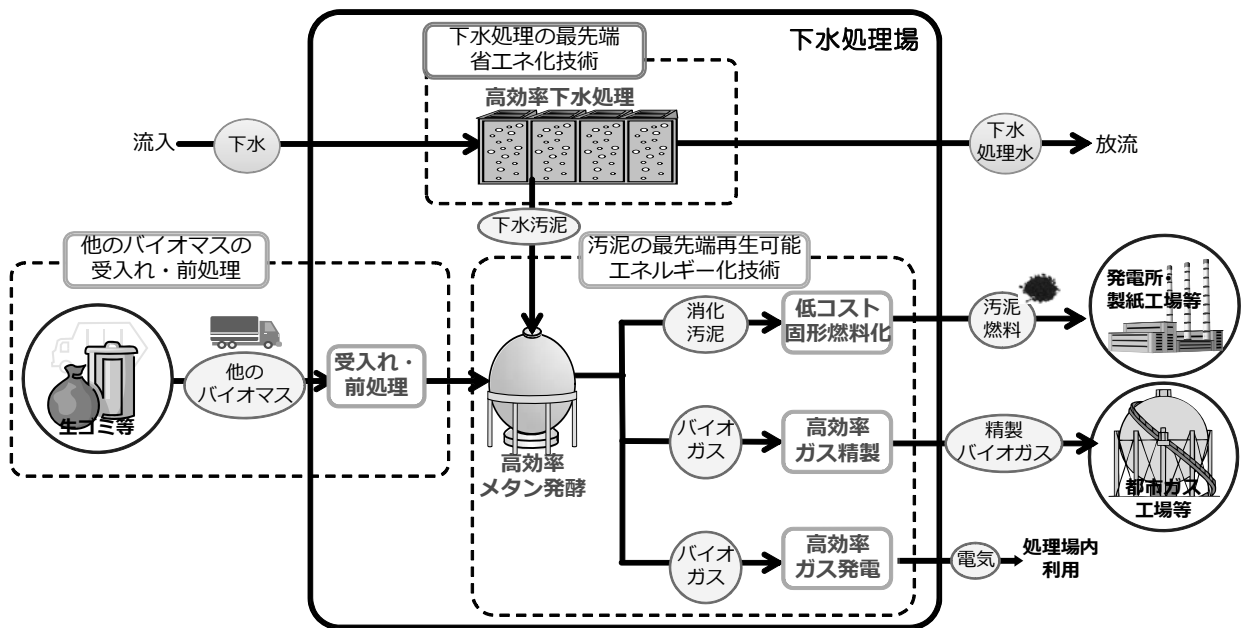 下水処理場
下水処理の最先端
省エネ化技術
高効率下水処理
流入
下水
下水
処理水
放流
下水汚泥
他のバイオマスの
受入れ・前処理
汚泥の最先端再生可能
エネルギー化技術
生ゴミ等
他の
バイオマス
受入れ・
前処理
高効率
メタン発酵
消化
汚泥
低コスト
固形燃料化
汚泥
燃料
発電所・
製紙工場等
バイオ
ガス
高効率
ガス精製
精製
バイオガス
都市ガス
工場等
バイオ
ガス
高効率
ガス発電
電気
処理場内
利用